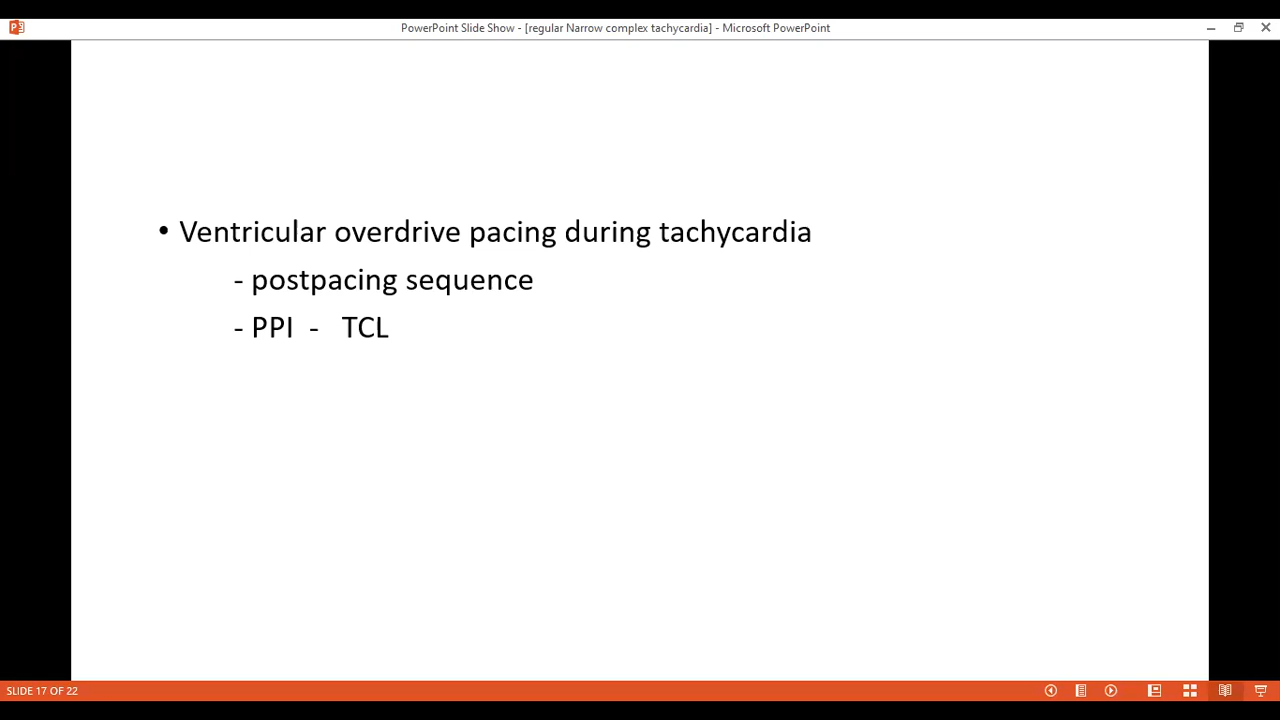 PowerPoint Slide Show - [regular Narrow complex tachycardia] - Microsoft PowerPoint
• Ventricular overdrive pacing during tachycardia
- postpacing sequence
- PPI - TCL
SLIDE 17 OF 22